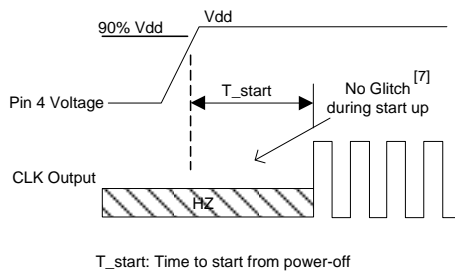 Vdd
90% Vdd
T_start
No Glitch [7]
during start up
Pin 4 Voltage
CLK Output
HZ
T_start: Time to start from power-off